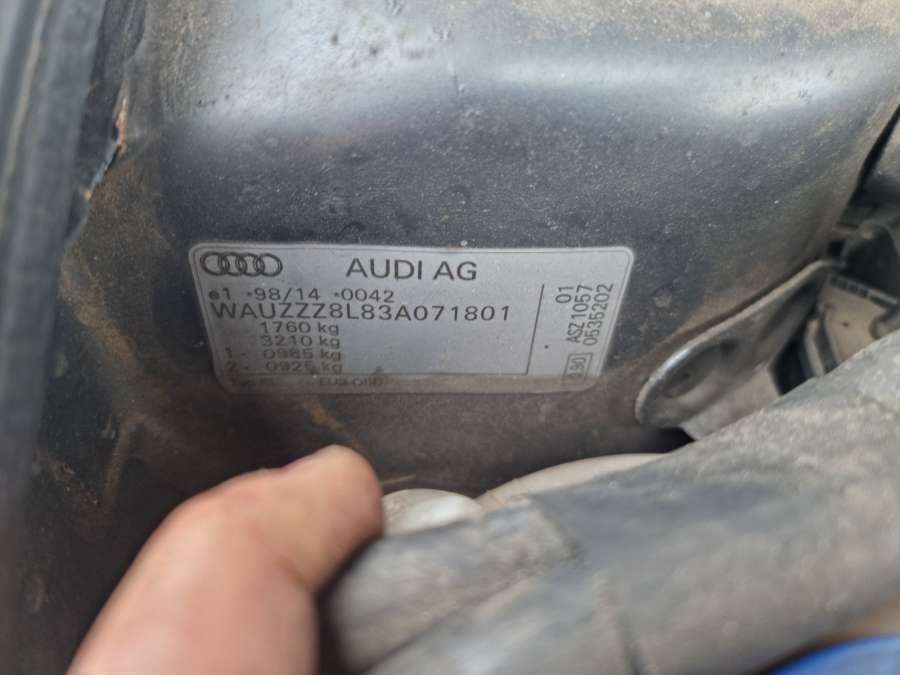 AUDI AG
e1 *98/14 *0042
WAUZZZ8L83A071801
1760 kg
3210 kg
1- 0985 kg
2- 0925 kg
01
ASZ1057
0535202